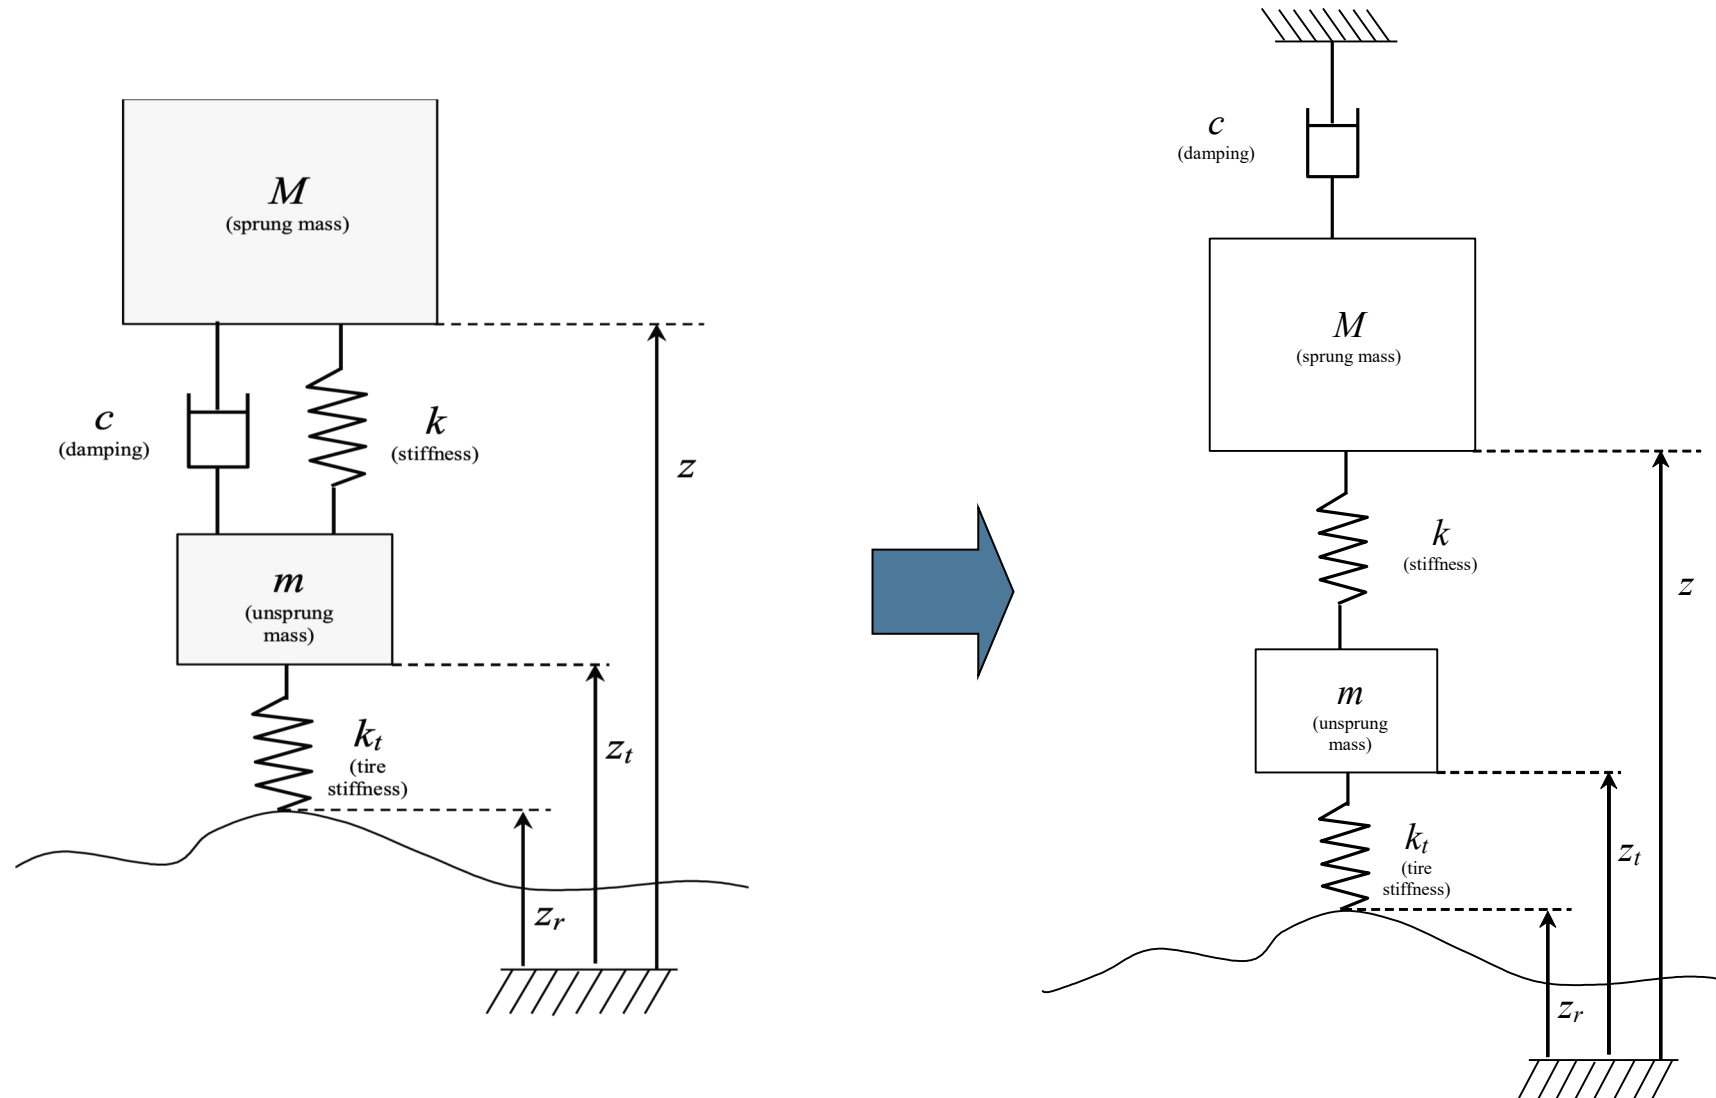 M
(sprung mass)
c
(damping)
k
(stiffness)
z
m
(unsprung
mass)
k_t
(tire
stiffness)
z_t
z_r
c
(damping)
M
(sprung mass)
k
(stiffness)
z
m
(unsprung
mass)
k_t
(tire
stiffness)
z_t
z_r